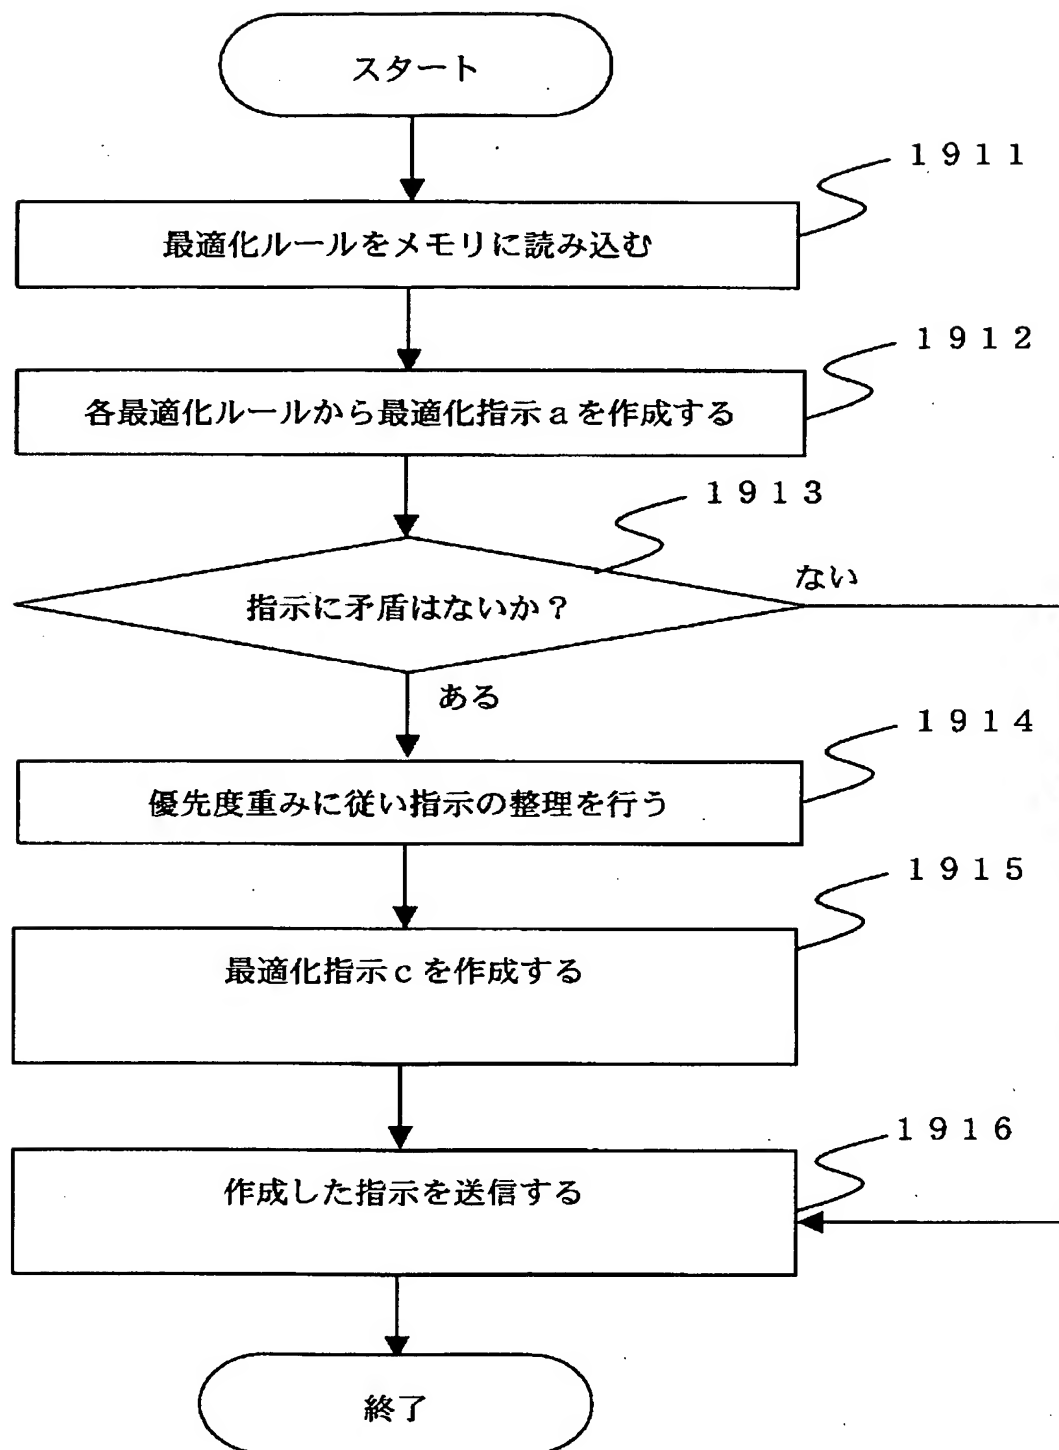 スタート
1911
最適化ルールをメモリに読み込む
1912
各最適化ルールから最適化指示aを作成する
1913
指示に矛盾はないか？
ない
ある
1914
優先度重みに従い指示の整理を行う
1915
最適化指示cを作成する
1916
作成した指示を送信する
終了